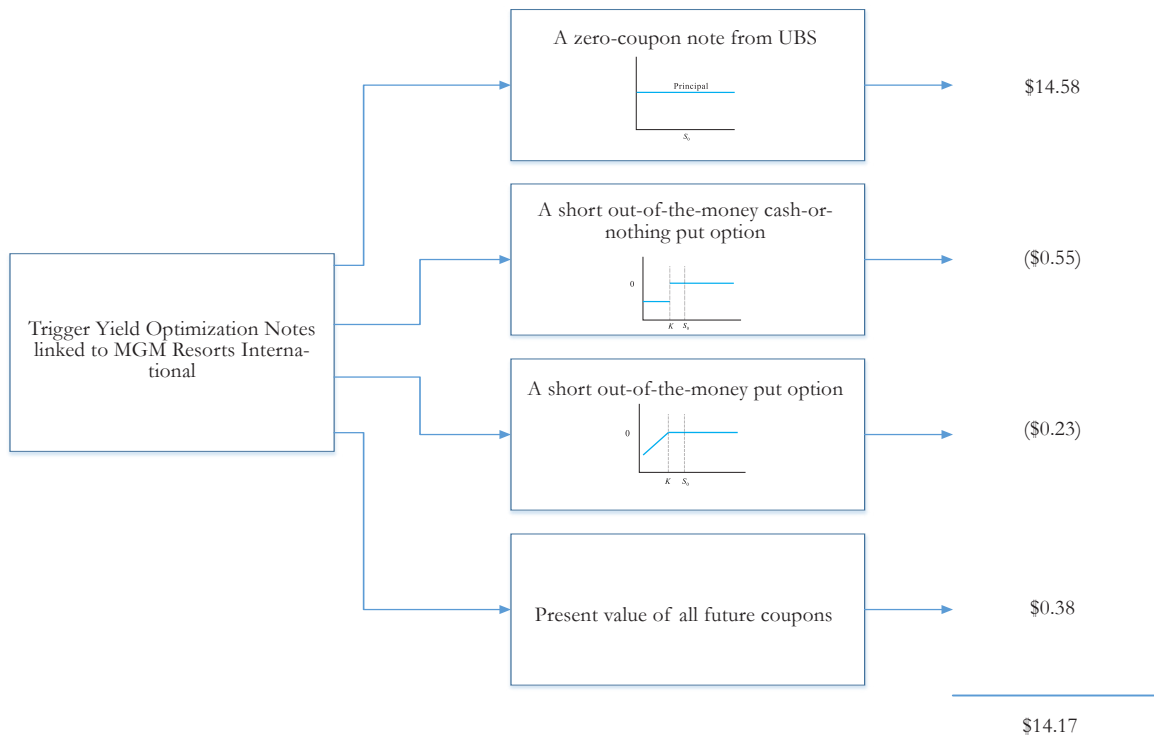 A zero-coupon note from UBS
Principal
S0
$14.58
A short out-of-the-money cash-or-
nothing put option
0
K S0
($0.55)
Trigger Yield Optimization Notes
linked to MGM Resorts Interna-
tional
A short out-of-the-money put option
0
K S0
($0.23)
Present value of all future coupons
$0.38
$14.17